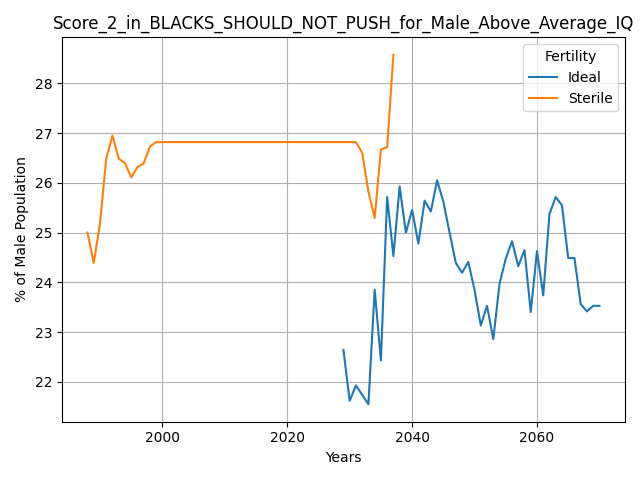 Score_2_in_BLACKS_SHOULD_NOT_PUSH_for_Male_Above_Average_IQ
Fertility
Ideal
Sterile
% of Male Population
28
27
26
25
24
23
22
2000
2020
2040
2060
Years